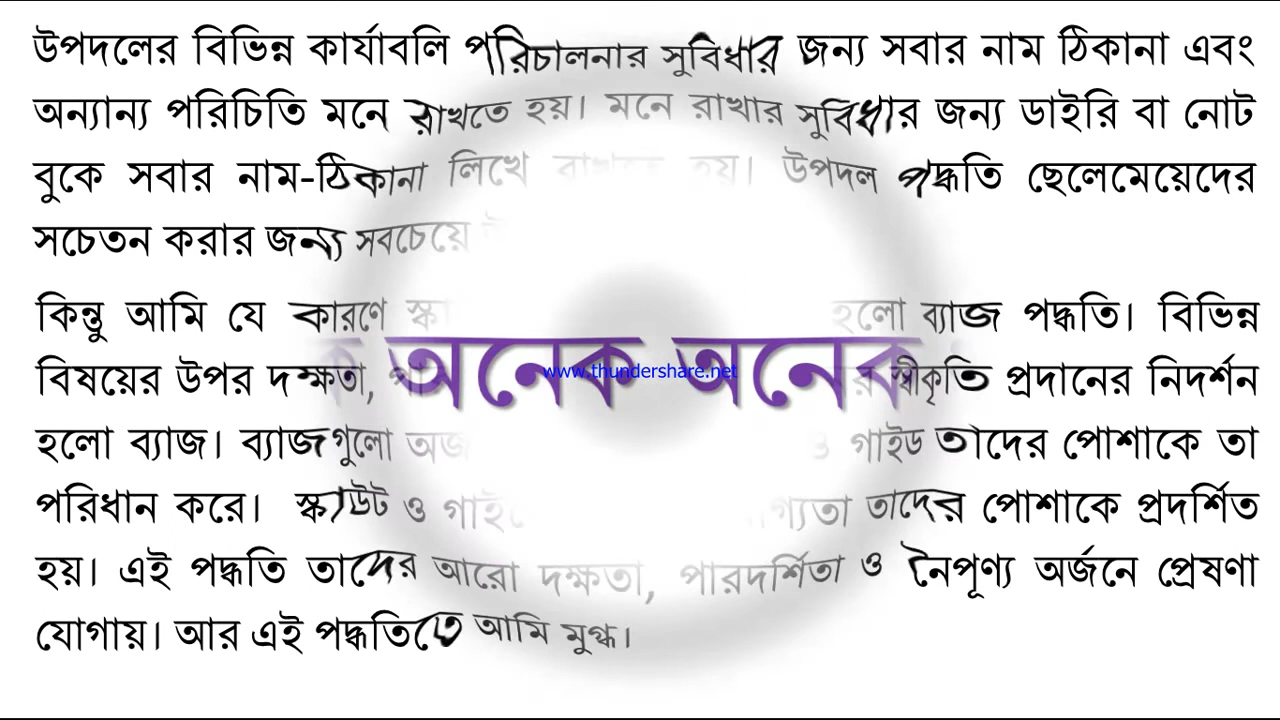 উপদলের বিভিন্ন কার্যাবলি পরিচালনার সুবিধার জন্য সবার নাম ঠিকানা এবং
অন্যান্য পরিচিতি মনে রাখতে হয়। মনে রাখার সুবিধার জন্য ডাইরি বা নোট
বুকে সবার নাম-ঠিকানা লিখে রাখতে হয়। উপদল পদ্ধতি ছেলেমেয়েদের
সচেতন করার জন্য সবচেয়ে
কিন্তু আমি যে কারণে হলো ব্যাজ পদ্ধতি। বিভিন্ন
অনেক অনেক
www.thundershare.net
বিষয়ের উপর দক্ষতা, স্বীকৃতি প্রদানের নিদর্শন
হলো ব্যাজ। ব্যাজগুলো ও গাইড তাদের পোশাকে তা
পরিধান করে। স্কাউট ও তাদের পোশাকে প্রদর্শিত
হয়। এই পদ্ধতি তাদের আরো দক্ষতা, পারদর্শিতা ও নৈপূণ্য অর্জনে প্রেষণা
যোগায়। আর এই পদ্ধতিতে আমি মুগ্ধ।